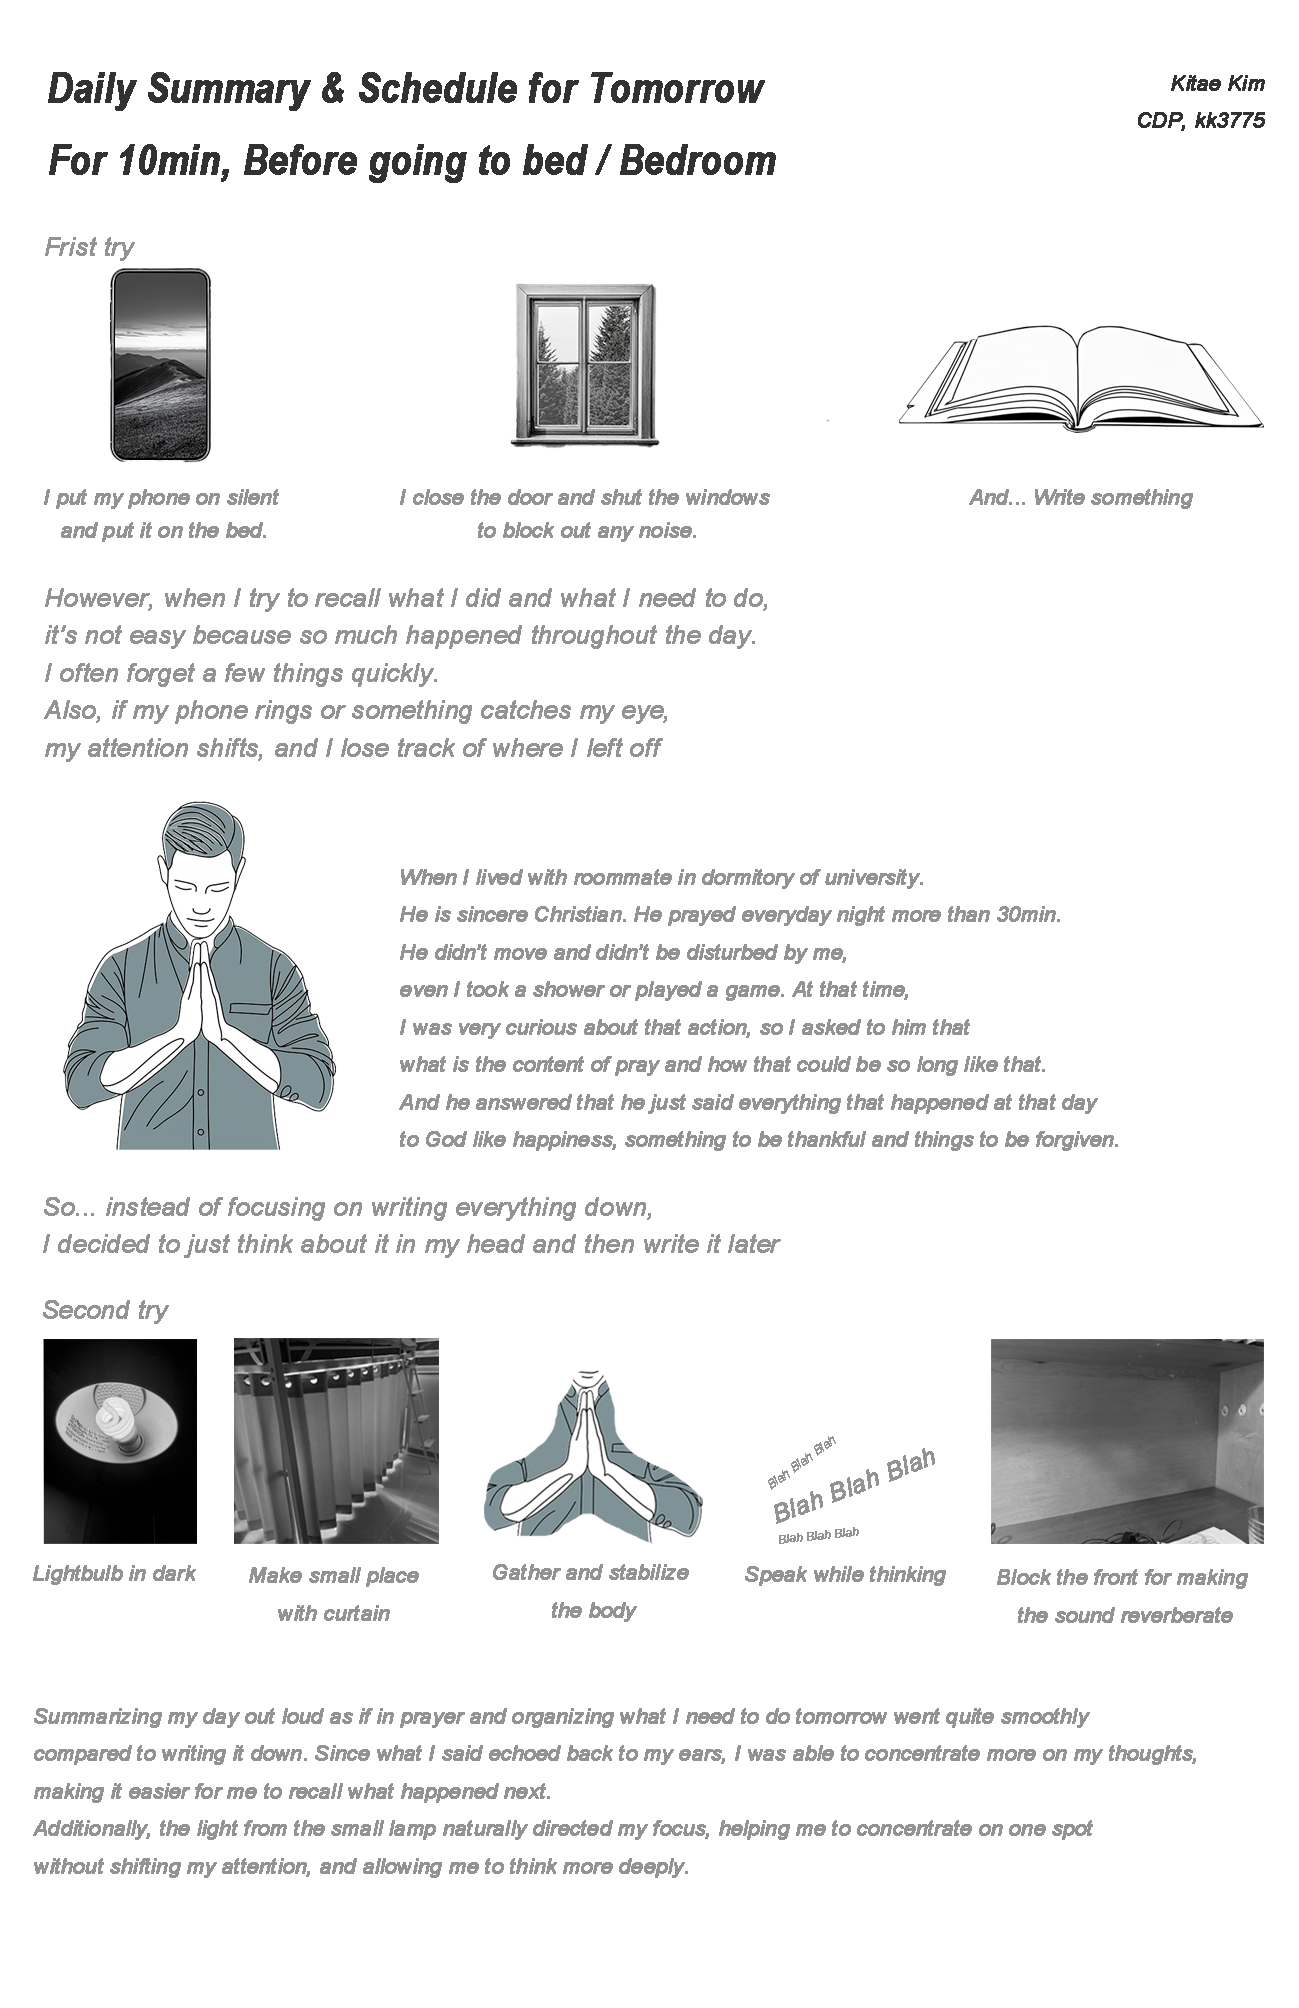 Daily Summary & Schedule for Tomorrow
For 10min, Before going to bed / Bedroom
Kitae Kim
CDP, kk3775
Frist try
I put my phone on silent
and put it on the bed.
I close the door and shut the windows
to block out any noise.
And... Write something
However, when I try to recall what I did and what I need to do,
it's not easy because so much happened throughout the day.
I often forget a few things quickly.
Also, if my phone rings or something catches my eye,
my attention shifts, and I lose track of where I left off
When I lived with roommate in dormitory of university.
He is sincere Christian. He prayed everyday night more than 30min.
He didn't move and didn't be disturbed by me,
even I took a shower or played a game. At that time,
I was very curious about that action, so I asked to him that
what is the content of pray and how that could be so long like that.
And he answered that he just said everything that happened at that day
to God like happiness, something to be thankful and things to be forgiven.
So... instead of focusing on writing everything down,
I decided to just think about it in my head and then write it later
Second try
Lightbulb in dark
Make small place
with curtain
Gather and stabilize
the body
Blah Blah Blah
Blah Blah Blah
Blah Blah Blah
Speak while thinking
Block the front for making
the sound reverberate
Summarizing my day out loud as if in prayer and organizing what I need to do tomorrow went quite smoothly
compared to writing it down. Since what I said echoed back to my ears, I was able to concentrate more on my thoughts,
making it easier for me to recall what happened next.
Additionally, the light from the small lamp naturally directed my focus, helping me to concentrate on one spot
without shifting my attention, and allowing me to think more deeply.